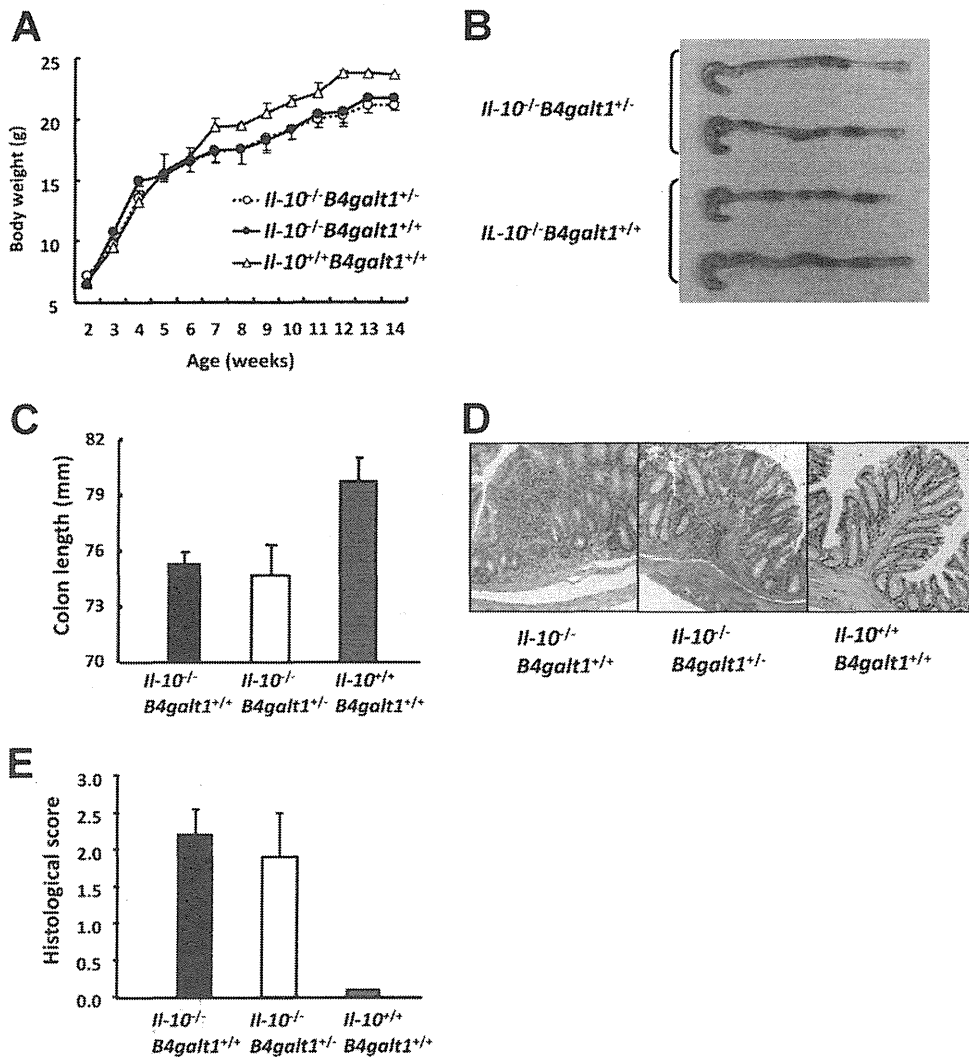 A
25
20
15
10
5
Body weight (g)
Il-10-/-B4galt1+/-
Il-10-/-B4galt1+/+
Il-10+/+B4galt1+/+
2 3 4 5 6 7 8 9 10 11 12 13 14
Age (weeks)
B
Il-10-/-B4galt1+/-
IL-10-/-B4galt1+/+
C
82
79
76
73
70
Colon length (mm)
Il-10-/- Il-10-/- Il-10+/+
B4galt1+/+ B4galt1+/- B4galt1+/+
D
Il-10-/- Il-10-/- Il-10+/+
B4galt1+/+ B4galt1+/- B4galt1+/+
E
3.0
2.5
2.0
1.5
1.0
0.5
0.0
Histological score
Il-10-/- Il-10-/- Il-10+/+
B4galt1+/+ B4galt1+/- B4galt1+/+